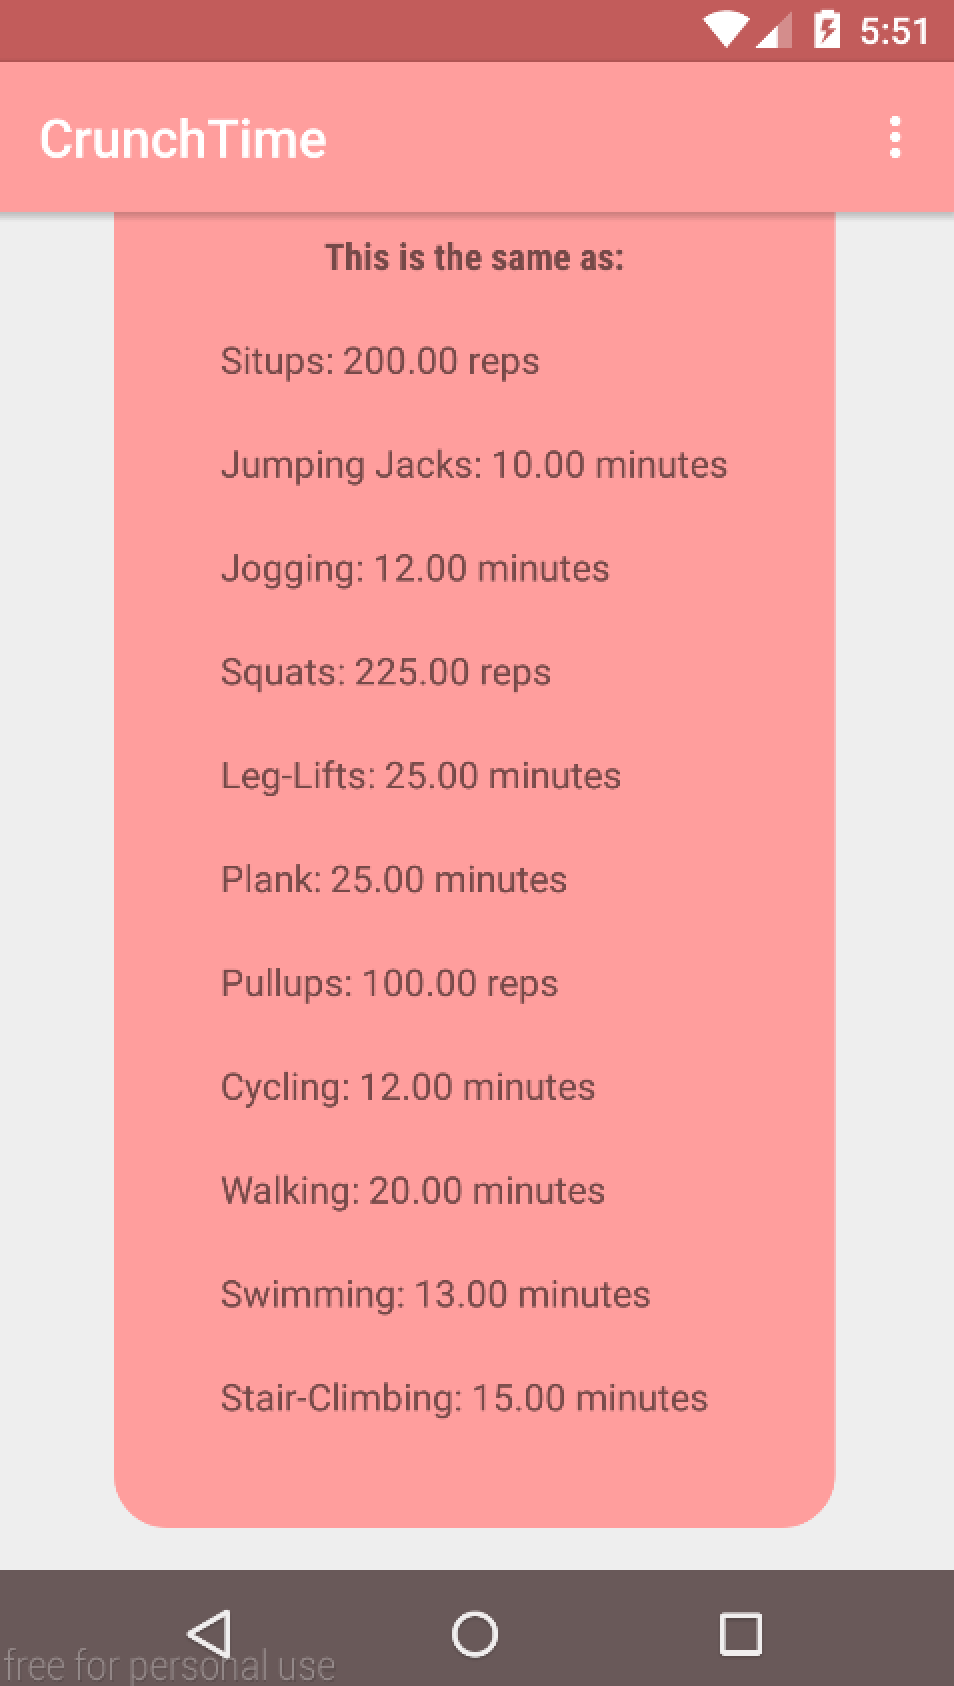 5:51
CrunchTime
This is the same as:
Situps: 200.00 reps
Jumping Jacks: 10.00 minutes
Jogging: 12.00 minutes
Squats: 225.00 reps
Leg-Lifts: 25.00 minutes
Plank: 25.00 minutes
Pullups: 100.00 reps
Cycling: 12.00 minutes
Walking: 20.00 minutes
Swimming: 13.00 minutes
Stair-Climbing: 15.00 minutes
free for personal use